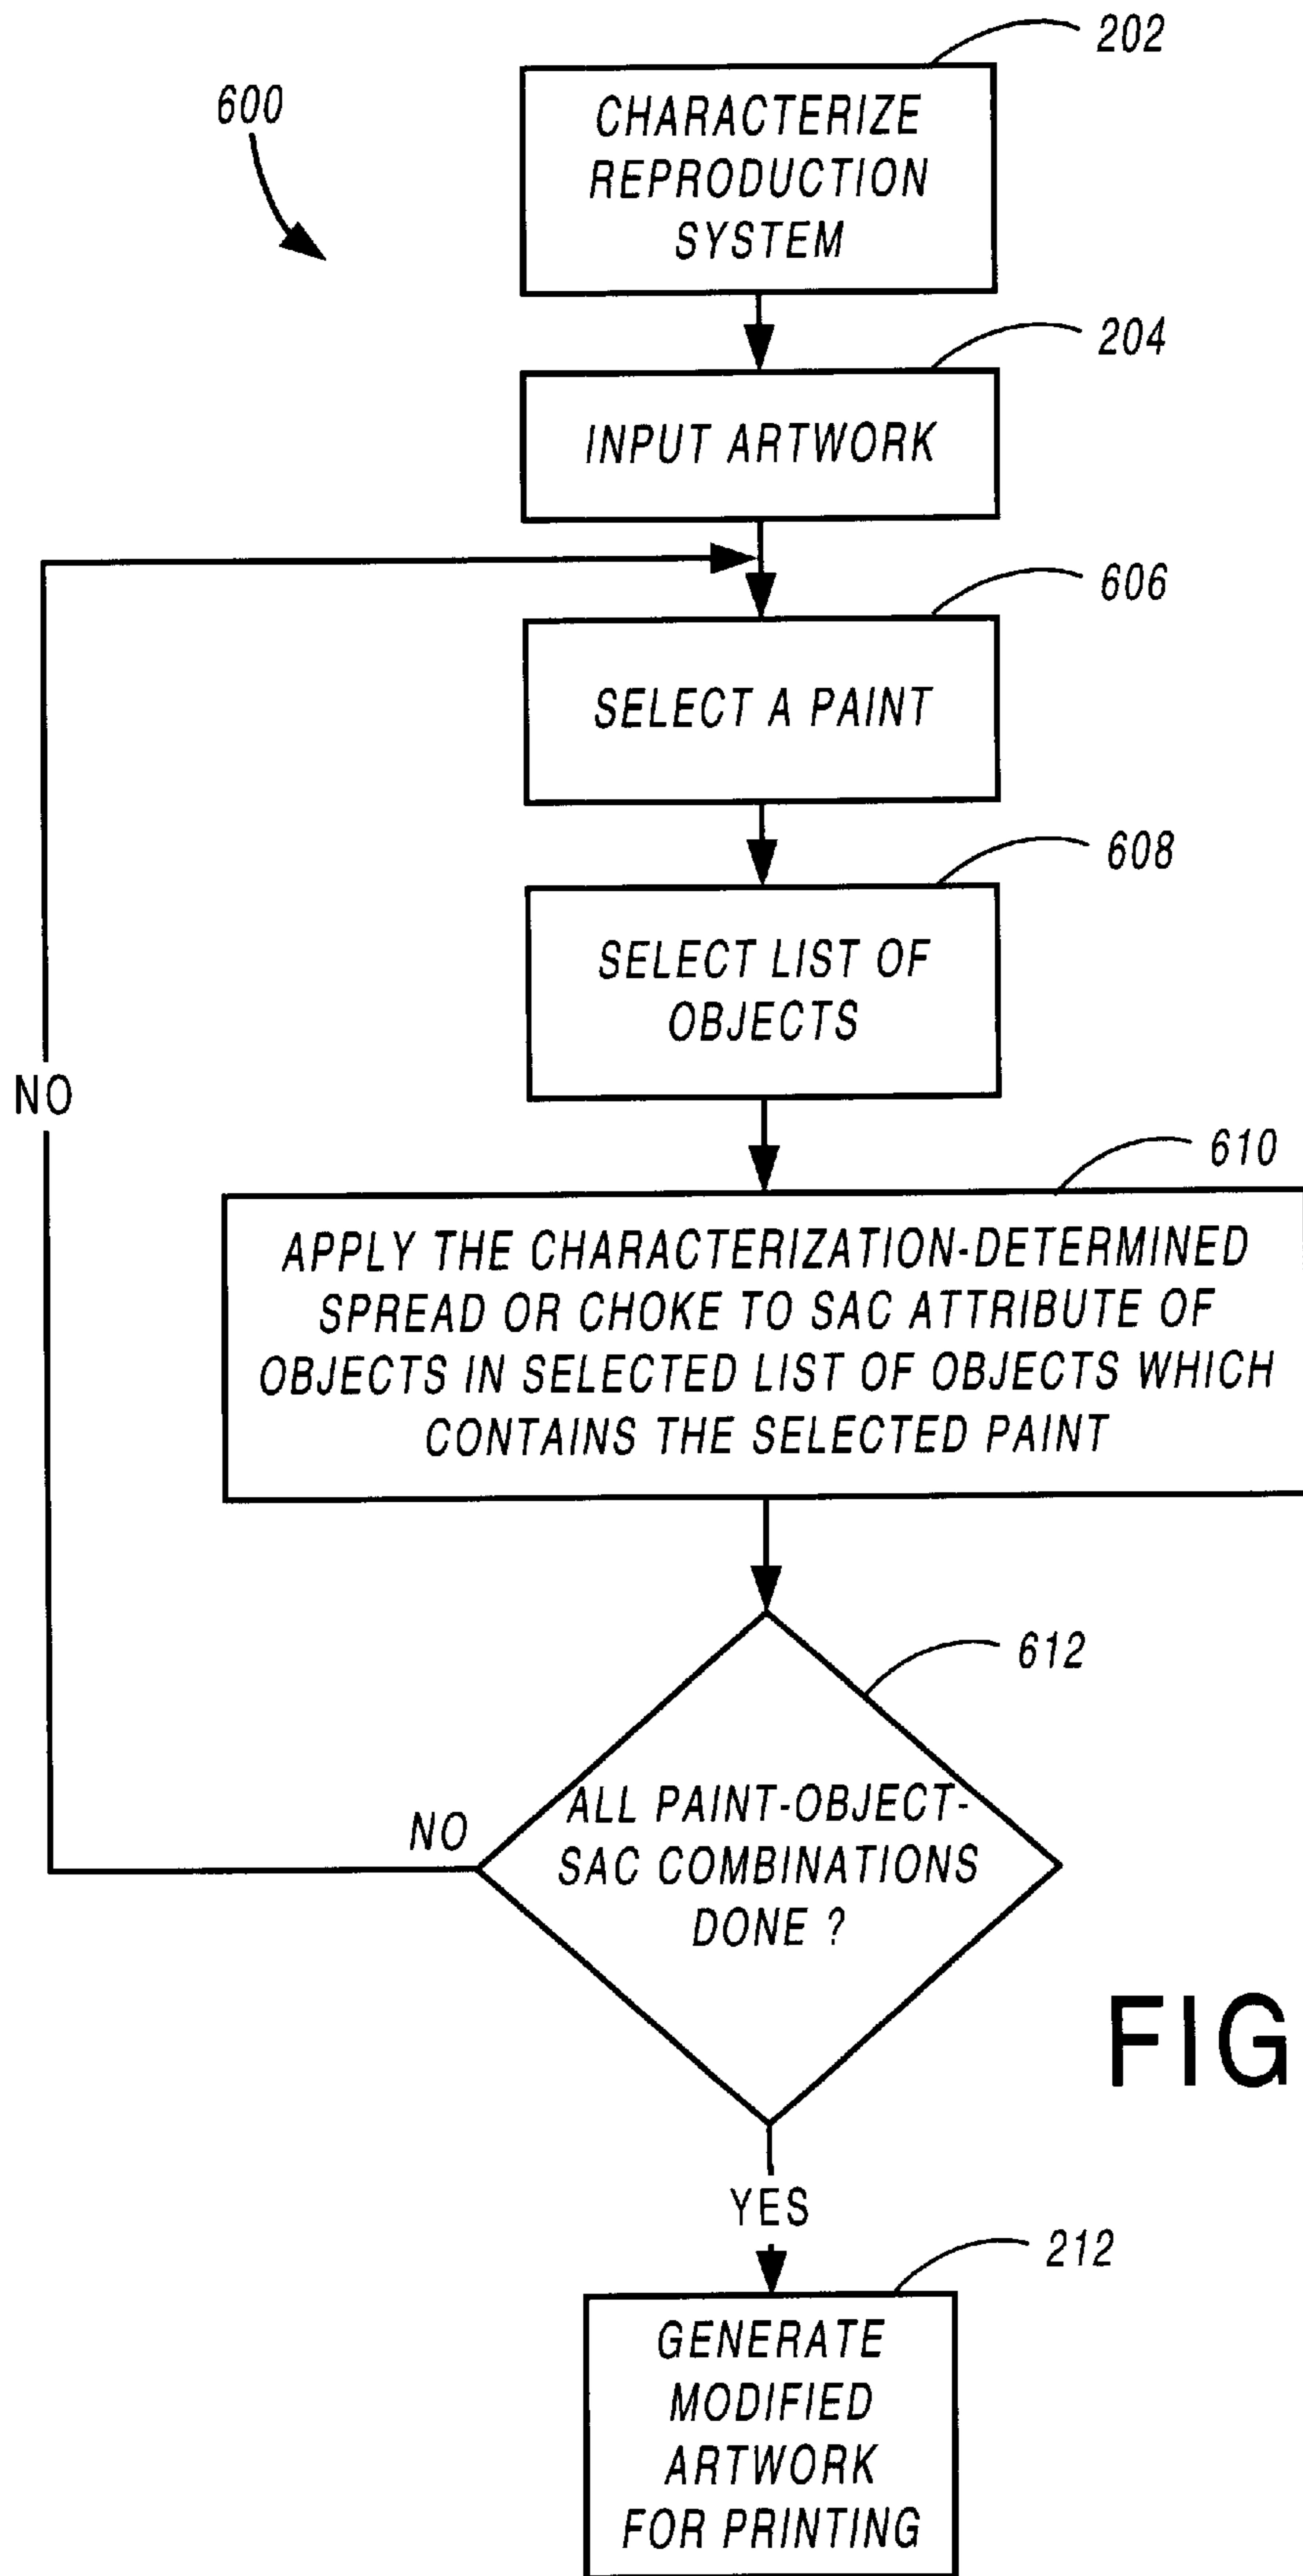 600
202
CHARACTERIZE
REPRODUCTION
SYSTEM
204
INPUT ARTWORK
606
SELECT A PAINT
608
SELECT LIST OF
OBJECTS
NO
610
APPLY THE CHARACTERIZATION-DETERMINED
SPREAD OR CHOKE TO SAC ATTRIBUTE OF
OBJECTS IN SELECTED LIST OF OBJECTS WHICH
CONTAINS THE SELECTED PAINT
612
NO
ALL PAINT-OBJECT-
SAC COMBINATIONS
DONE ?
FIG
YES
212
GENERATE
MODIFIED
ARTWORK
FOR PRINTING